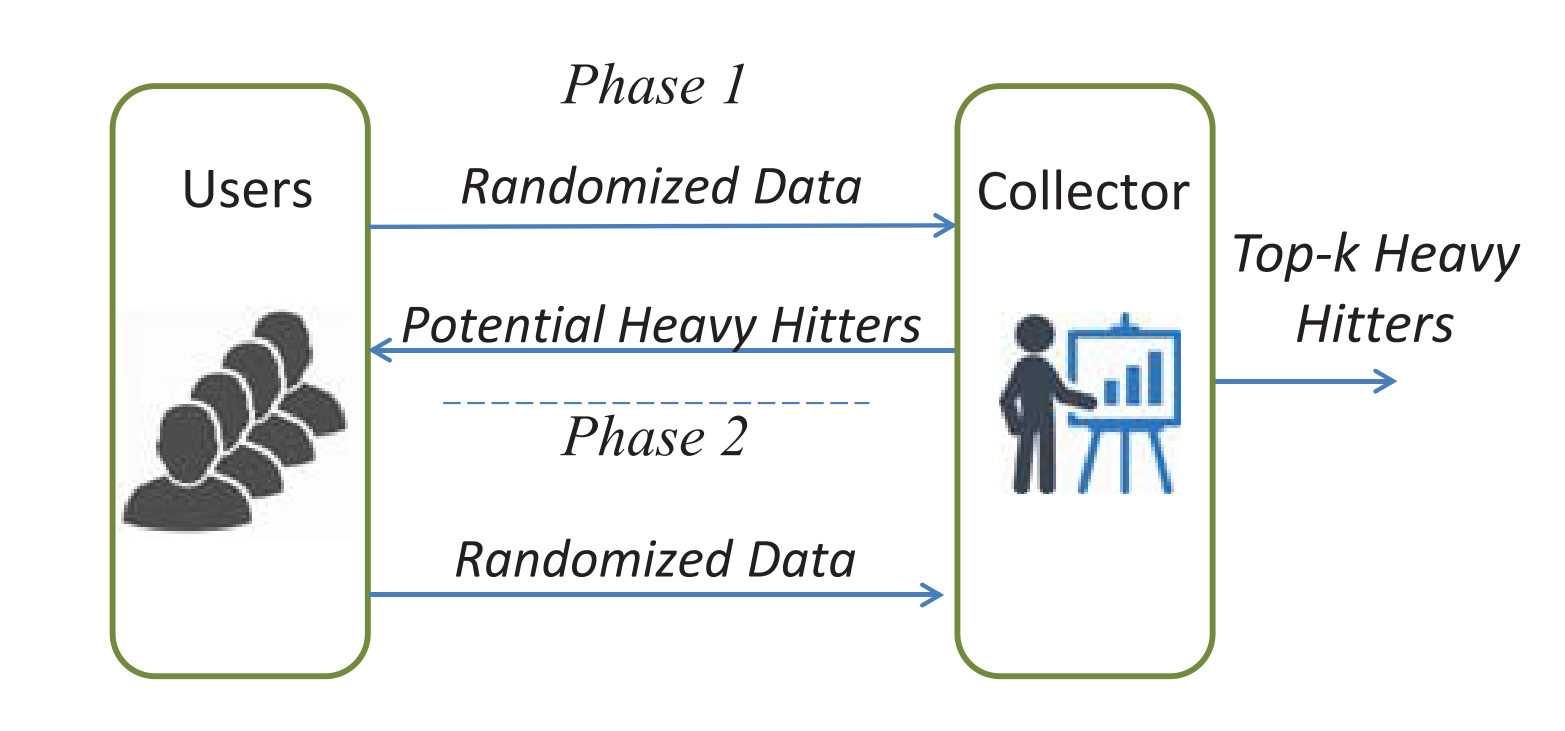 Phase 1
Users
Randomized Data
Collector
Top-k Heavy
Hitters
Potential Heavy Hitters
Phase 2
Randomized Data